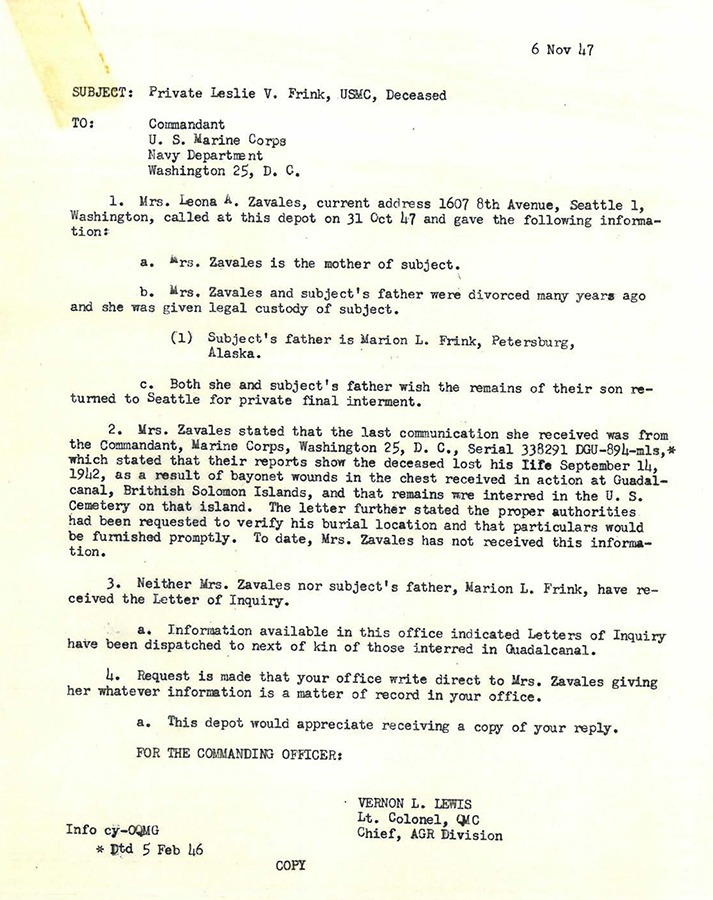 6 Nov 47
SUBJECT: Private Leslie V. Frink, USMC, Deceased
TO: Commandant
U. S. Marine Corps
Navy Department
Washington 25, D. C.
1. Mrs. Leona A. Zavales, current address 1607 8th Avenue, Seattle 1,
Washington, called at this depot on 31 Oct 47 and gave the following informa-
tion:
a. Mrs. Zavales is the mother of subject.
b. Mrs. Zavales and subject's father were divorced many years ago
and she was given legal custody of subject.
(1) Subject's father is Marion L. Frink, Petersburg,
Alaska.
c. Both she and subject's father wish the remains of their son re-
turned to Seattle for private final interment.
2. Mrs. Zavales stated that the last communication she received was from
the Commandant, Marine Corps, Washington 25, D. C., Serial 338291 DGU-894-mls,*
which stated that their reports show the deceased lost his life September 14,
1942, as a result of bayonet wounds in the chest received in action at Guadal-
canal, Brithish Solomon Islands, and that remains were interred in the U. S.
Cemetery on that island. The letter further stated the proper authorities
had been requested to verify his burial location and that particulars would
be furnished promptly. To date, Mrs. Zavales has not received this informa-
tion.
3. Neither Mrs. Zavales nor subject's father, Marion L. Frink, have re-
ceived the Letter of Inquiry.
a. Information available in this office indicated Letters of Inquiry
have been dispatched to next of kin of those interred in Guadalcanal.
4. Request is made that your office write direct to Mrs. Zavales giving
her whatever information is a matter of record in your office.
a. This depot would appreciate receiving a copy of your reply.
FOR THE COMMANDING OFFICER:
VERNON L. LEWIS
Lt. Colonel, QMC
Chief, AGR Division
Info cy-OQMG
* Dtd 5 Feb 46
COPY